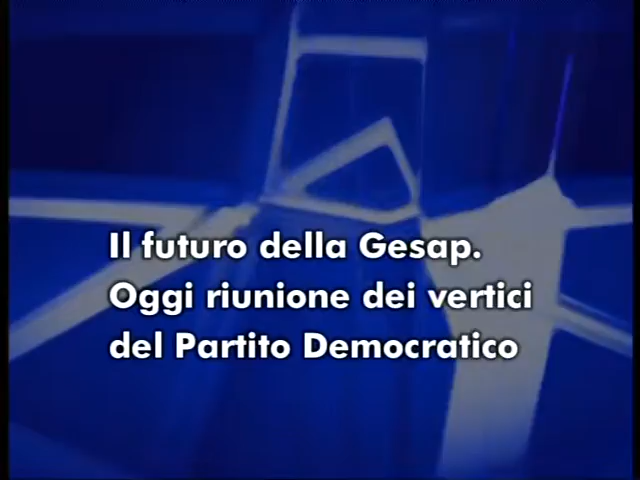 Il futuro della Gesap.
Oggi riunione dei vertici
del Partito Democratico